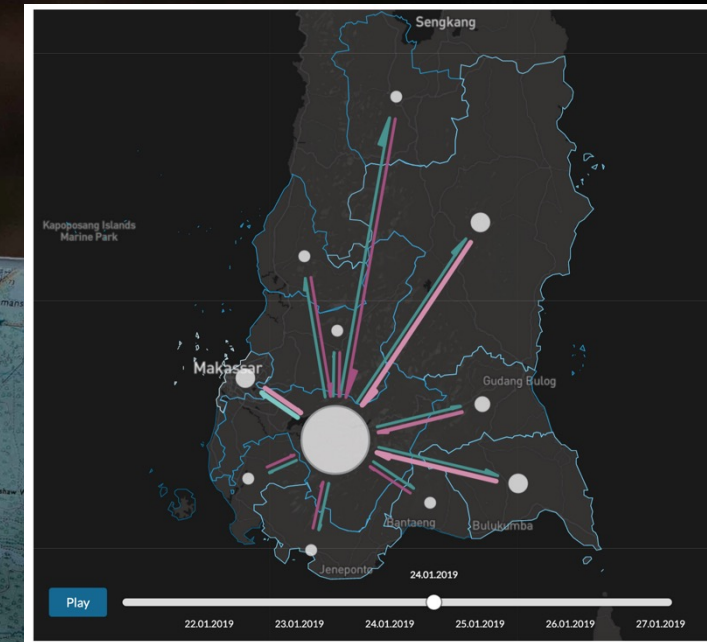 Sengkang
Kapoposang Islands
Marine Park
Makassar
Gudang Bulog
Bantaeng
Bulukumba
Jeneponto
24.01.2019
Play
22.01.2019
23.01.2019
24.01.2019
25.01.2019
26.01.2019
27.01.2019